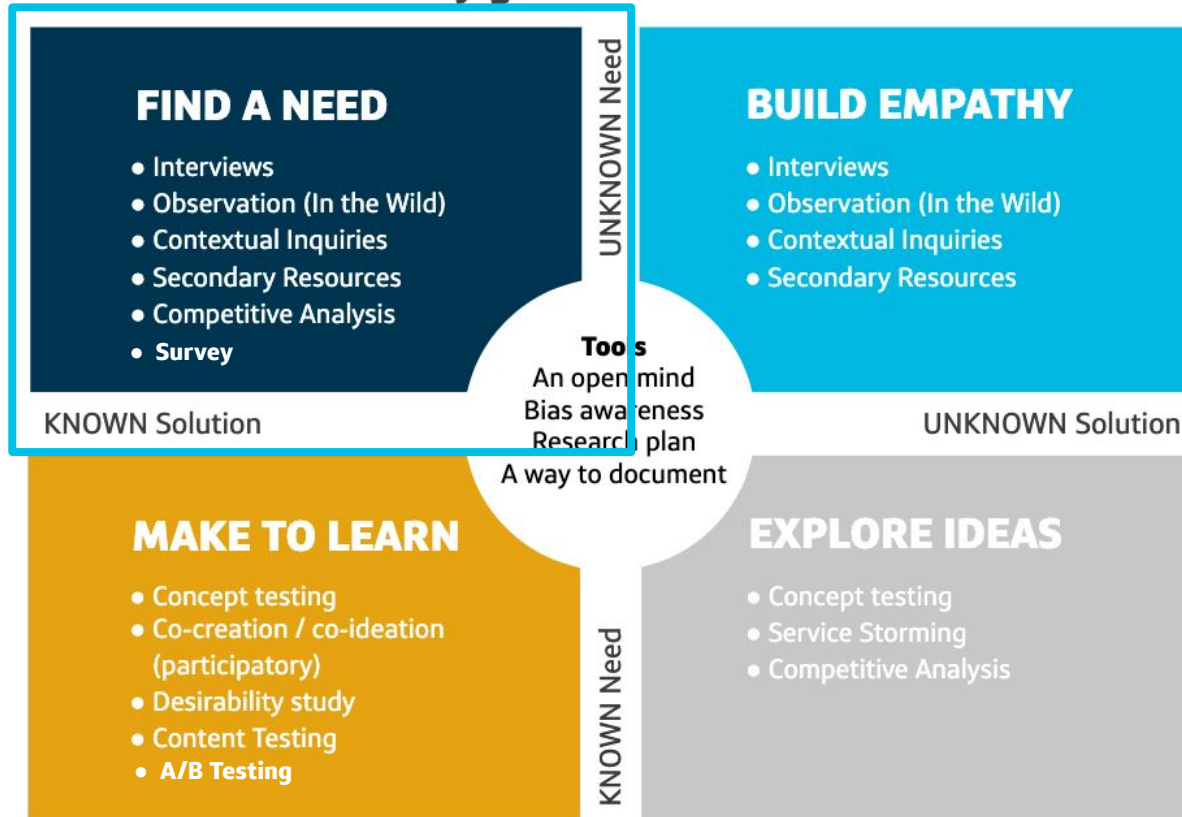 FIND A NEED
● Interviews
● Observation (In the Wild)
● Contextual Inquiries
● Secondary Resources
● Competitive Analysis
● Survey
UNKNOWN Need
BUILD EMPATHY
● Interviews
● Observation (In the Wild)
● Contextual Inquiries
● Secondary Resources
KNOWN Solution
Tools
An open mind
Bias awareness
Research plan
A way to document
UNKNOWN Solution
MAKE TO LEARN
● Concept testing
● Co-creation / co-ideation
(participatory)
● Desirability study
● Content Testing
● A/B Testing
KNOWN Need
EXPLORE IDEAS
● Concept testing
● Service Storming
● Competitive Analysis